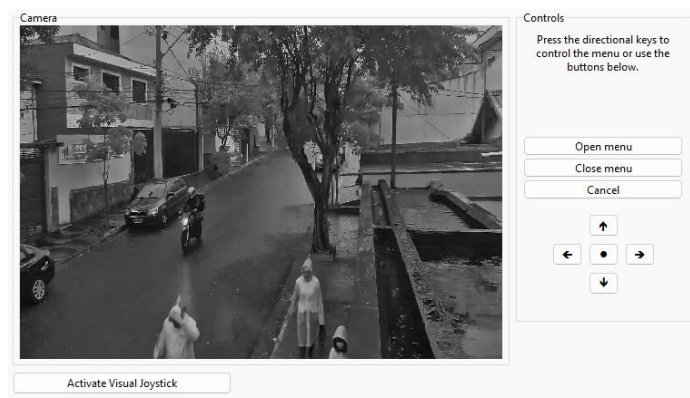 Camera
Controls
Press the directional keys to
control the menu or use the
buttons below.
Open menu
Close menu
Cancel
Activate Visual Joystick